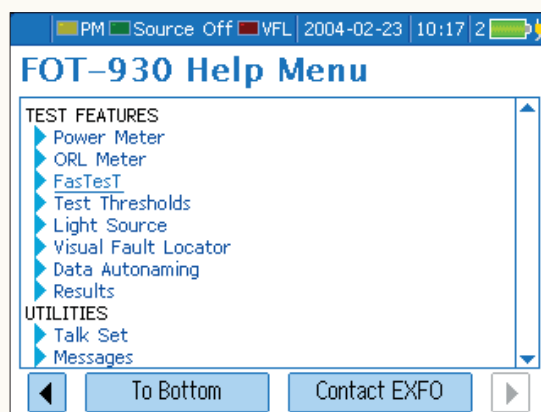 PM Source Off VFL 2004-02-23 10:17 2
FOT-930 Help Menu
TEST FEATURES
Power Meter
ORL Meter
FasTesT
Test Thresholds
Light Source
Visual Fault Locator
Data Autonaming
Results
UTILITIES
Talk Set
Messages
To Bottom Contact EXFO